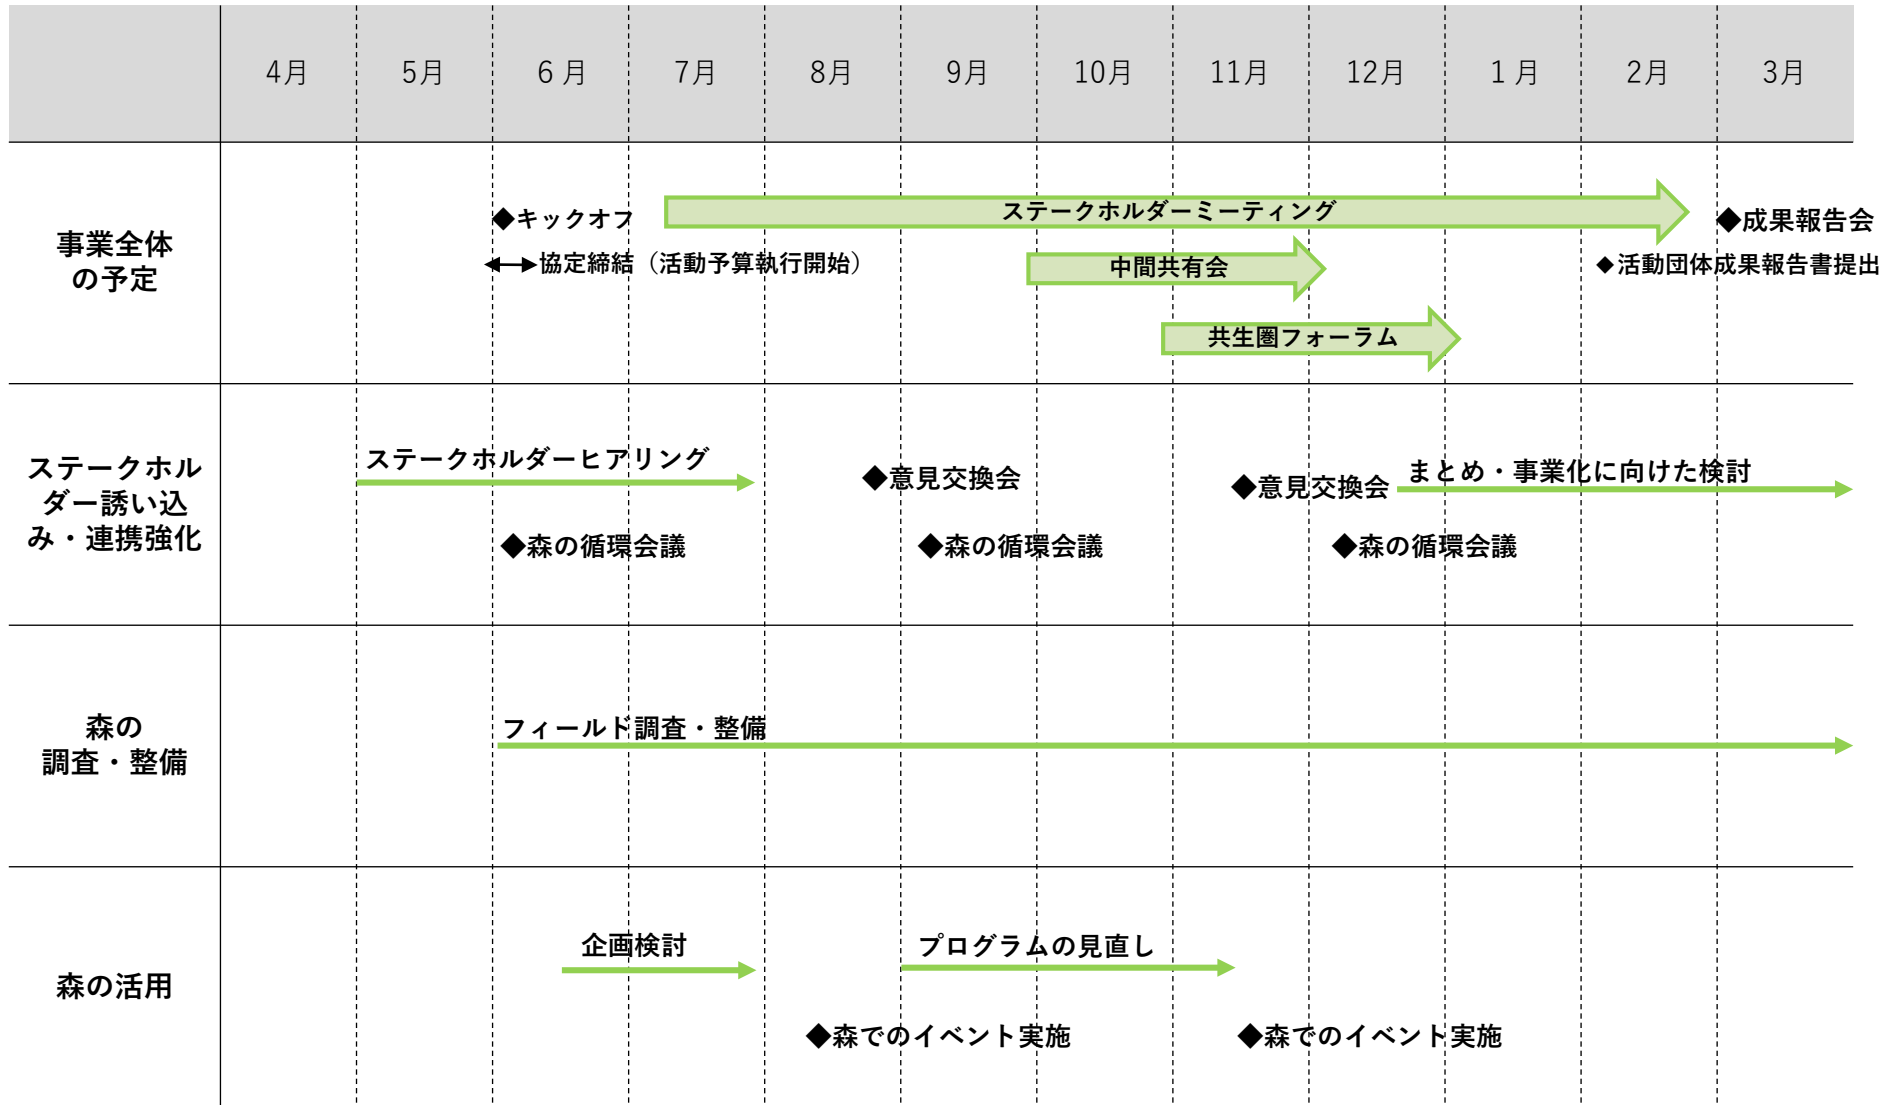 4月 5月 6月 7月 8月 9月 10月 11月 12月 1月 2月 3月
事業全体
の予定
◆キックオフ
ステークホルダーミーティング
◆成果報告会
協定締結（活動予算執行開始）
中間共有会
◆活動団体成果報告書提出
共生圏フォーラム
ステークホル
ダー誘い込
み・連携強化
ステークホルダーヒアリング
◆意見交換会
◆意見交換会
まとめ・事業化に向けた検討
◆森の循環会議
◆森の循環会議
◆森の循環会議
森の
調査・整備
フィールド調査・整備
森の活用
企画検討
プログラムの見直し
◆森でのイベント実施
◆森でのイベント実施